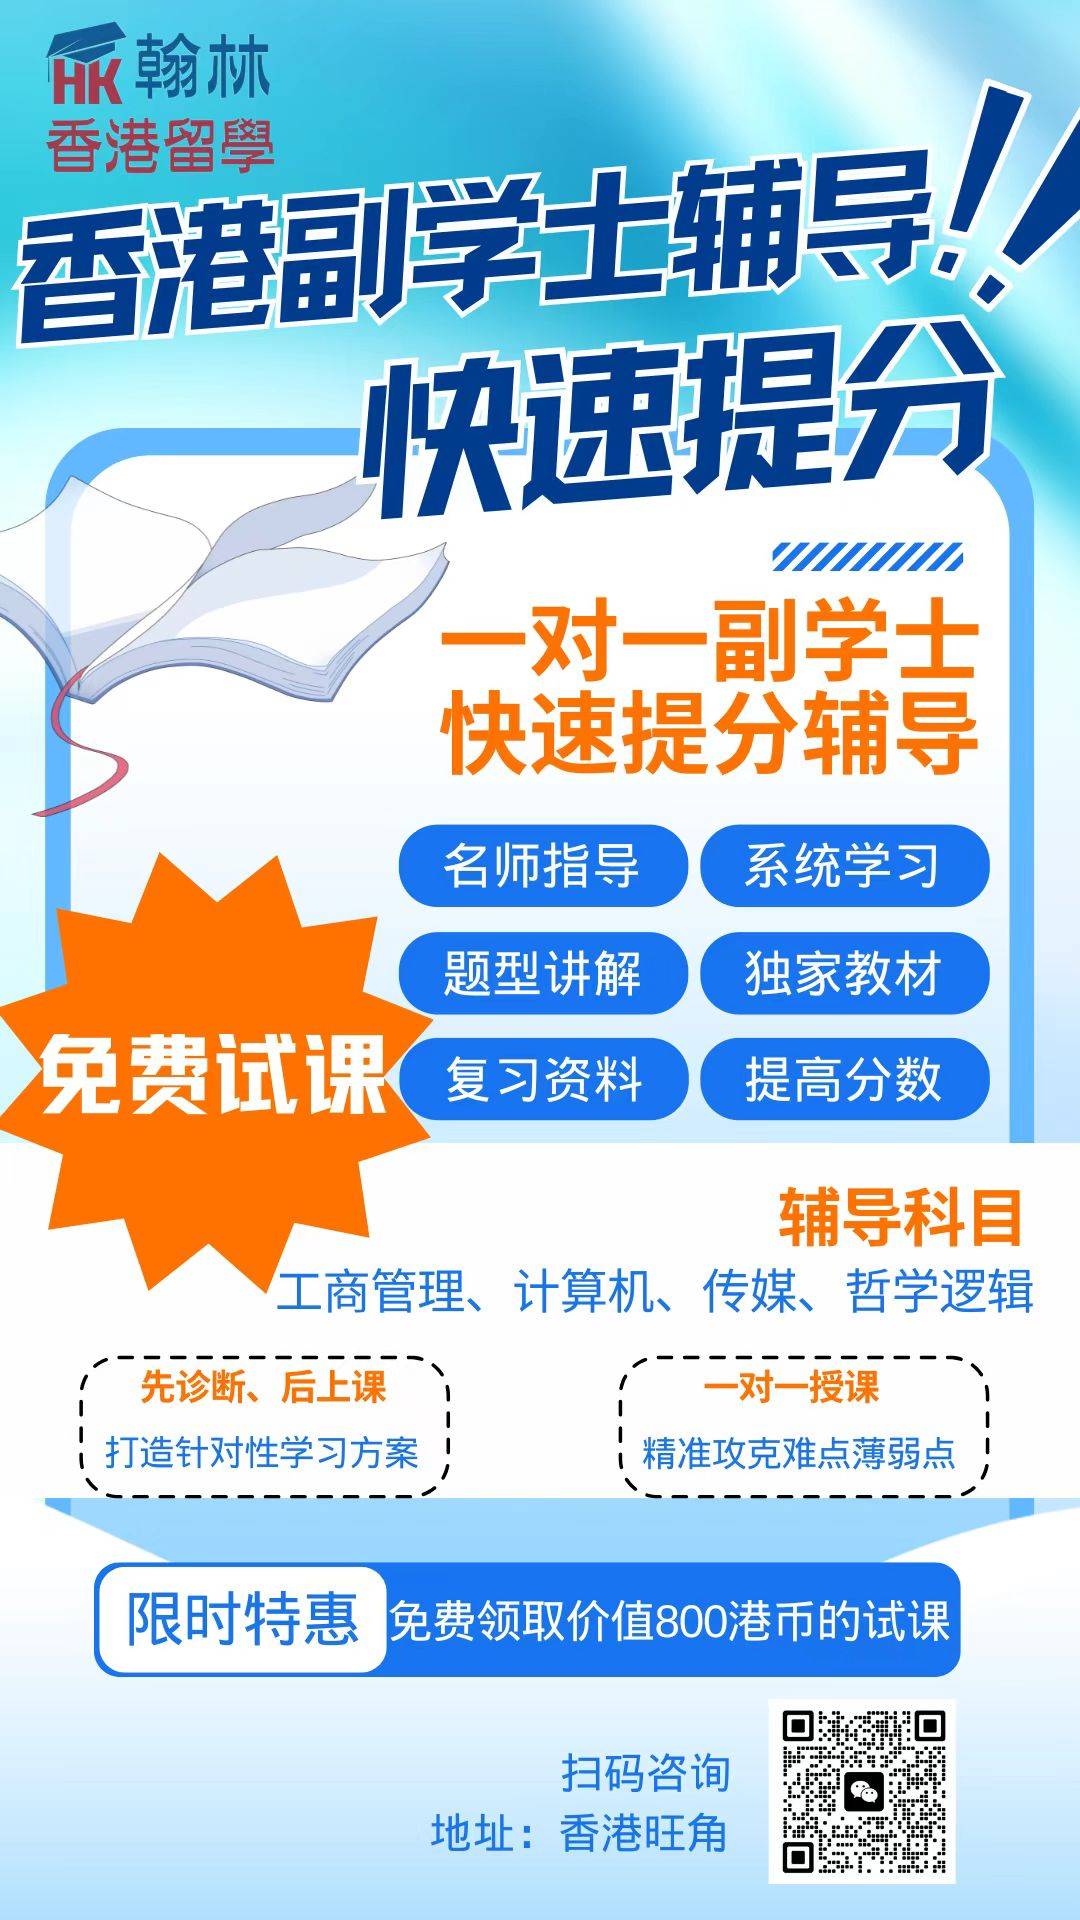 HK 翰林
香港留學
香港副学士辅导!!
快速提分
一对一副学士
快速提分辅导
名师指导 系统学习
题型讲解 独家教材
免费试课
复习资料 提高分数
辅导科目
工商管理、计算机、传媒、哲学逻辑
先诊断、后上课
打造针对性学习方案
一对一授课
精准攻克难点薄弱点
限时特惠 免费领取价值800港币的试课
扫码咨询
地址：香港旺角